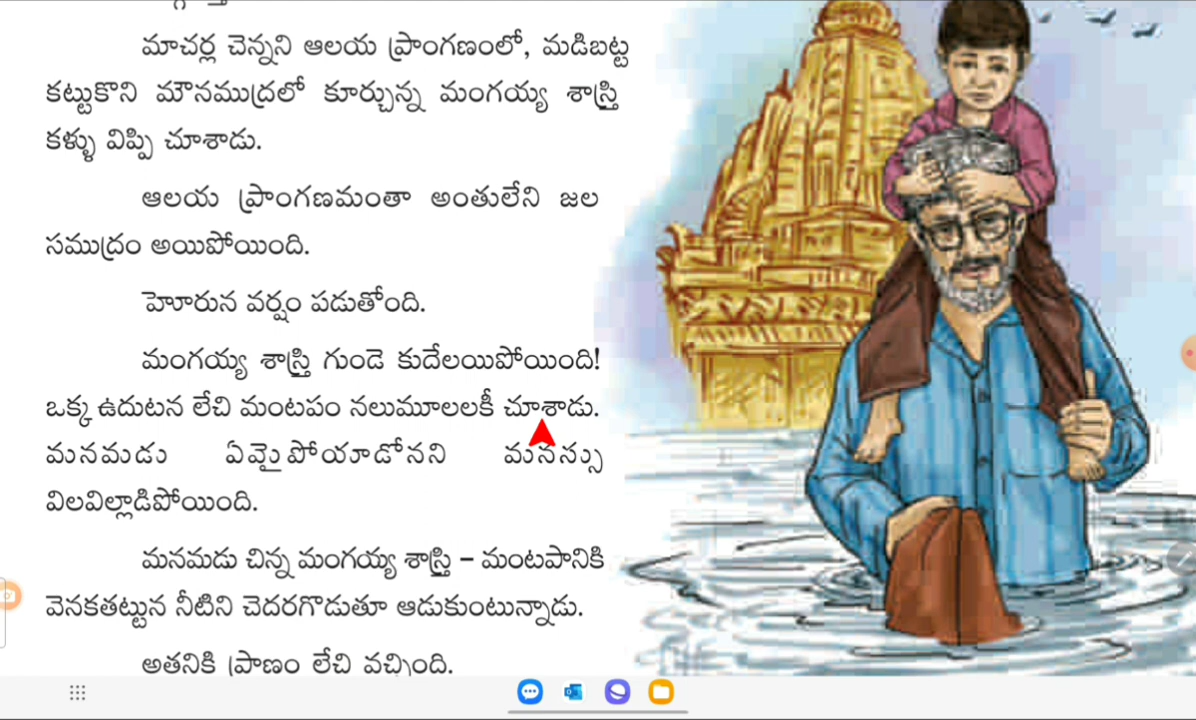 మాచర్ల చెన్నని ఆలయ ప్రాంగణంలో, మడిబట్ట
కట్టుకొని మౌనముద్రలో కూర్చున్న మంగయ్య శాస్త్రి
కళ్ళు విప్పి చూశాడు.
ఆలయ ప్రాంగణమంతా అంతులేని జల
సముద్రం అయిపోయింది.
హెూరున వర్షం పడుతోంది.
మంగయ్య శాస్త్రి గుండె కుదేలయిపోయింది!
ఒక్క ఉదుటన లేచి మంటపం నలుమూలలకీ చూశాడు.
మనమడు ఏమైపోయాడోనని మనస్సు
విలవిల్లాడిపోయింది.
మనమడు చిన్న మంగయ్య శాస్త్రి – మంటపానికి
వెనకతట్టున నీటిని చెదరగొడుతూ ఆడుకుంటున్నాడు.
అతనికి ప్రాణం లేచి వచ్చింది.